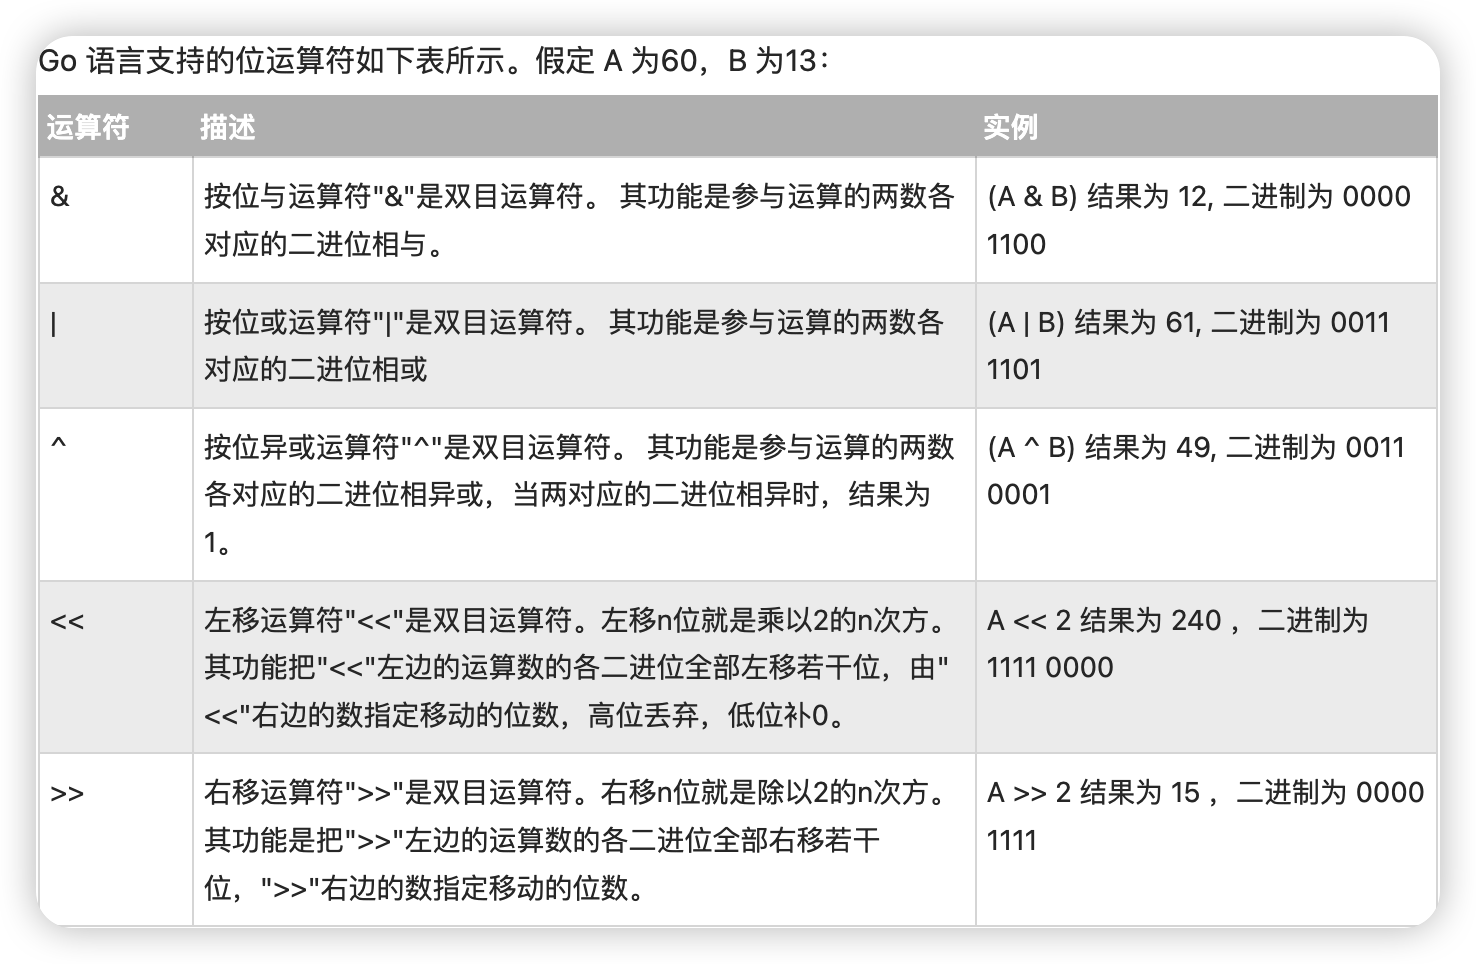 Go 语言支持的位运算符如下表所示。假定 A 为60，B 为13：
运算符 描述 实例
& 按位与运算符"&"是双目运算符。 其功能是参与运算的两数各 (A & B) 结果为 12, 二进制为 0000
对应的二进位相与。 1100
| 按位或运算符"|"是双目运算符。 其功能是参与运算的两数各 (A | B) 结果为 61, 二进制为 0011
对应的二进位相或 1101
^ 按位异或运算符"^"是双目运算符。 其功能是参与运算的两数 (A ^ B) 结果为 49, 二进制为 0011
各对应的二进位相异或，当两对应的二进位相异时，结果为 0001
1。
<< 左移运算符"<<"是双目运算符。左移n位就是乘以2的n次方。 A << 2 结果为 240 ，二进制为
其功能把"<<"左边的运算数的各二进位全部左移若干位，由" 1111 0000
<<"右边的数指定移动的位数，高位丢弃，低位补0。
>> 右移运算符">>"是双目运算符。右移n位就是除以2的n次方。 A >> 2 结果为 15 ，二进制为 0000
其功能是把">>"左边的运算数的各二进位全部右移若干 1111
位，">>"右边的数指定移动的位数。